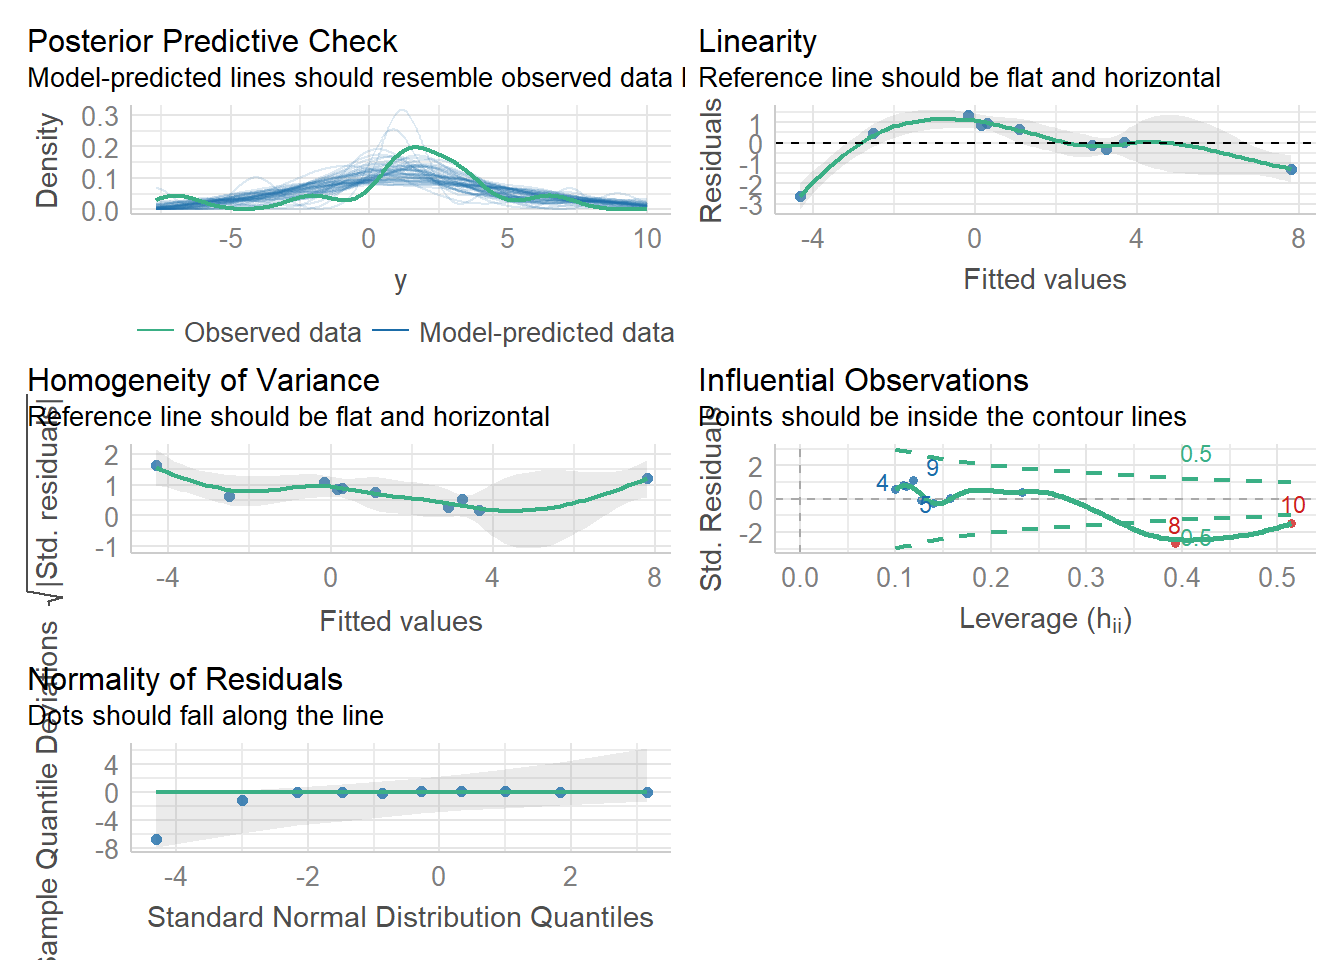 Posterior Predictive Check
Model-predicted lines should resemble observed data l
Density
0.3
0.2
0.1
0.0
-5
0
5
10
y
Observed data
Model-predicted data
Linearity
Reference line should be flat and horizontal
Residuals
1
0
-1
-2
-3
-4
0
4
8
Fitted values
Homogeneity of Variance
Reference line should be flat and horizontal
√|Std. residuals|
2
1
0
-1
-4
0
4
8
Fitted values
Influential Observations
Points should be inside the contour lines
Std. Residuals
2
0
-2
0.5
9
4
5
10
8
0.5
0.0
0.1
0.2
0.3
0.4
0.5
Leverage (hii)
Normality of Residuals
Dots should fall along the line
Sample Quantile Deviations
4
0
-4
-8
-4
-2
0
2
Standard Normal Distribution Quantiles